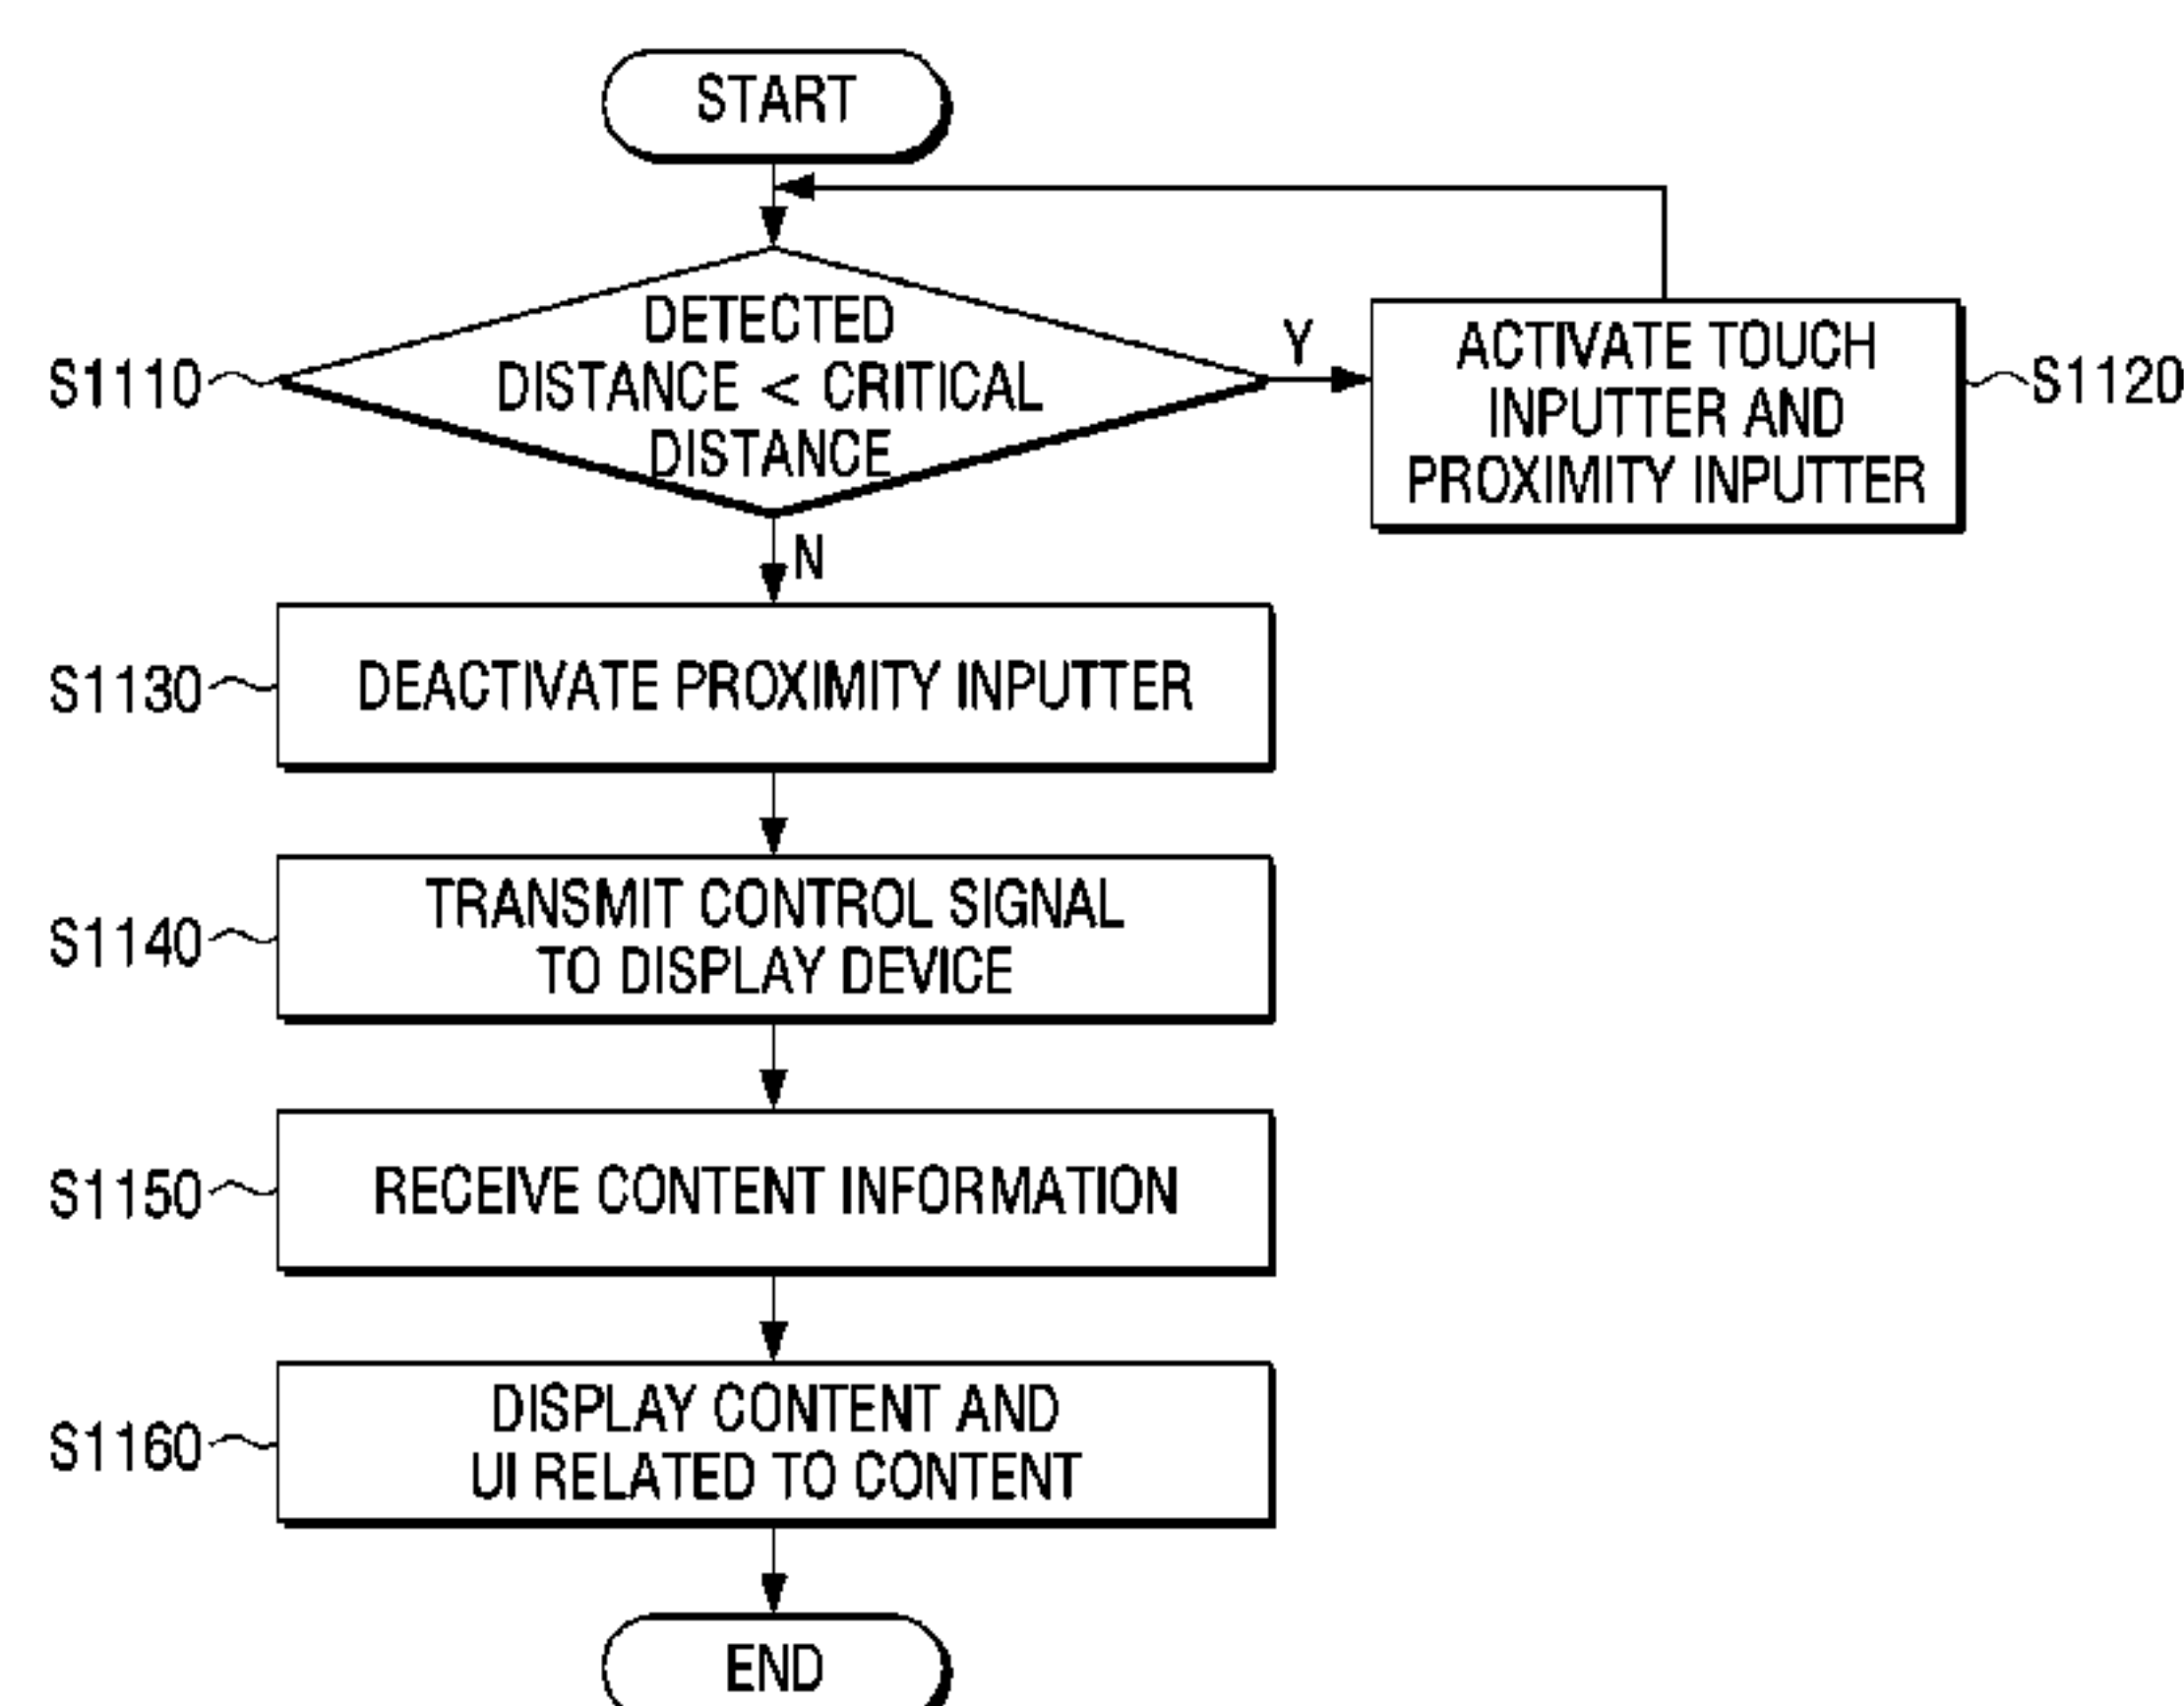 START
S1110
DETECTED
DISTANCE < CRITICAL
DISTANCE
Y
ACTIVATE TOUCH
INPUTTER AND
PROXIMITY INPUTTER
S1120
N
S1130
DEACTIVATE PROXIMITY INPUTTER
S1140
TRANSMIT CONTROL SIGNAL
TO DISPLAY DEVICE
S1150
RECEIVE CONTENT INFORMATION
S1160
DISPLAY CONTENT AND
UI RELATED TO CONTENT
END